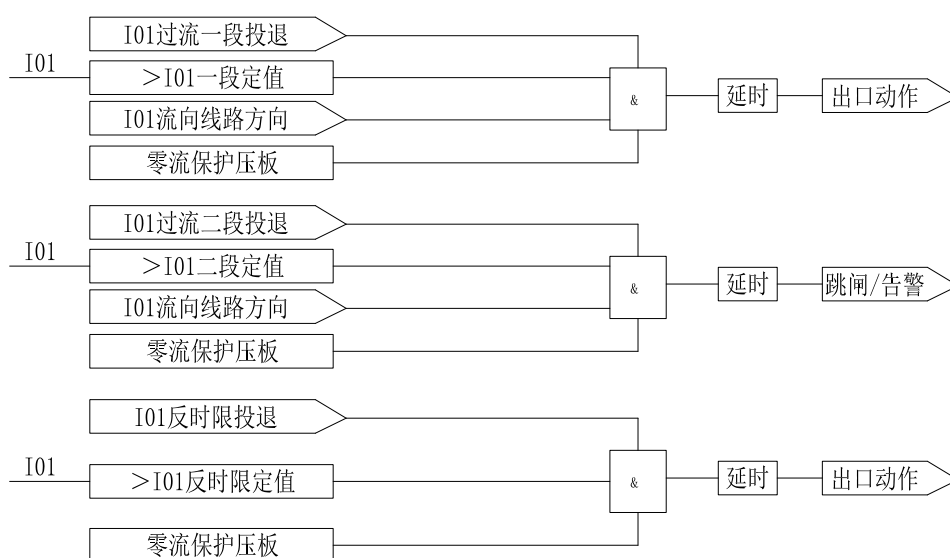 I01过流一段投退
I01
>I01一段定值
I01流向线路方向
零流保护压板
&
延时
出口动作
I01过流二段投退
I01
>I01二段定值
I01流向线路方向
零流保护压板
&
延时
跳闸/告警
I01反时限投退
I01
>I01反时限定值
零流保护压板
&
延时
出口动作